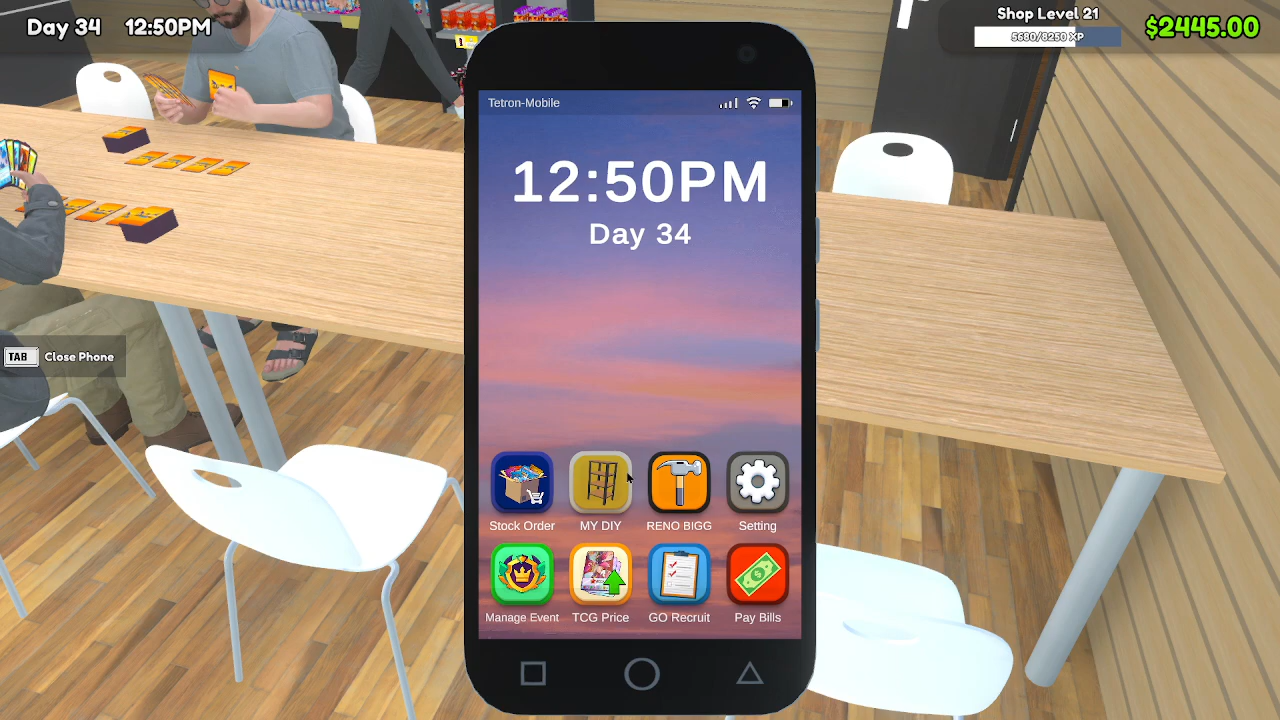 Day 34 12:50PM
Shop Level 21
5680/8250 XP
$2445.00
1
Tetron-Mobile
12:50PM
Day 34
TAB Close Phone
Stock Order MY DIY RENO BIGG Setting
Manage Event TCG Price GO Recruit Pay Bills